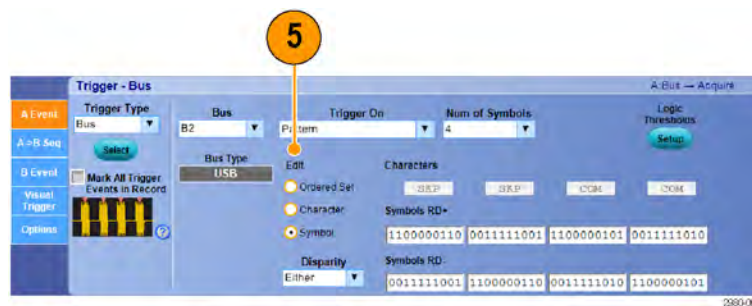 5
Trigger - Bus
A:Bus → Acquire
A Event
A->B Seq
B Event
Visual
Trigger
Options
Trigger Type
Bus
Select
Mark All Trigger
Events in Record
Bus
B2
Bus Type
USB
Trigger On
Pattern
Num of Symbols
4
Logic
Thresholds
Setup
Edit
Ordered Set
Character
Symbol
Disparity
Either
Characters
SKP SKP COM COM
Symbols RD+
1100000110 0011111001 1100000101 0011111010
Symbols RD-
0011111001 1100000110 0011111010 1100000101